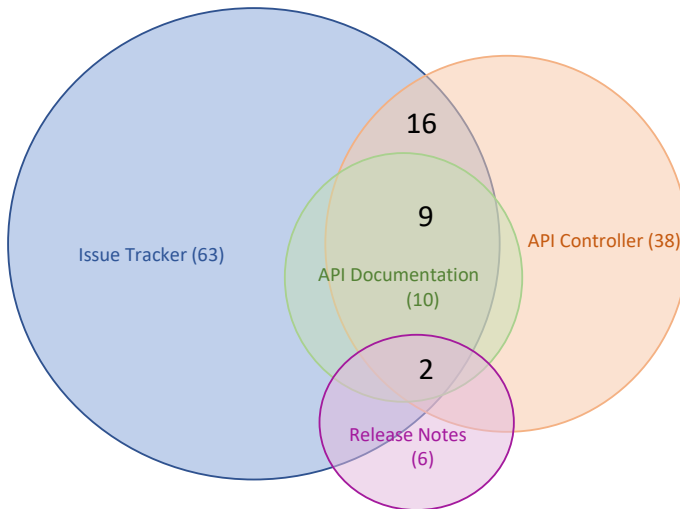 16
9
Issue Tracker (63)
API Controller (38)
API Documentation
(10)
2
Release Notes
(6)